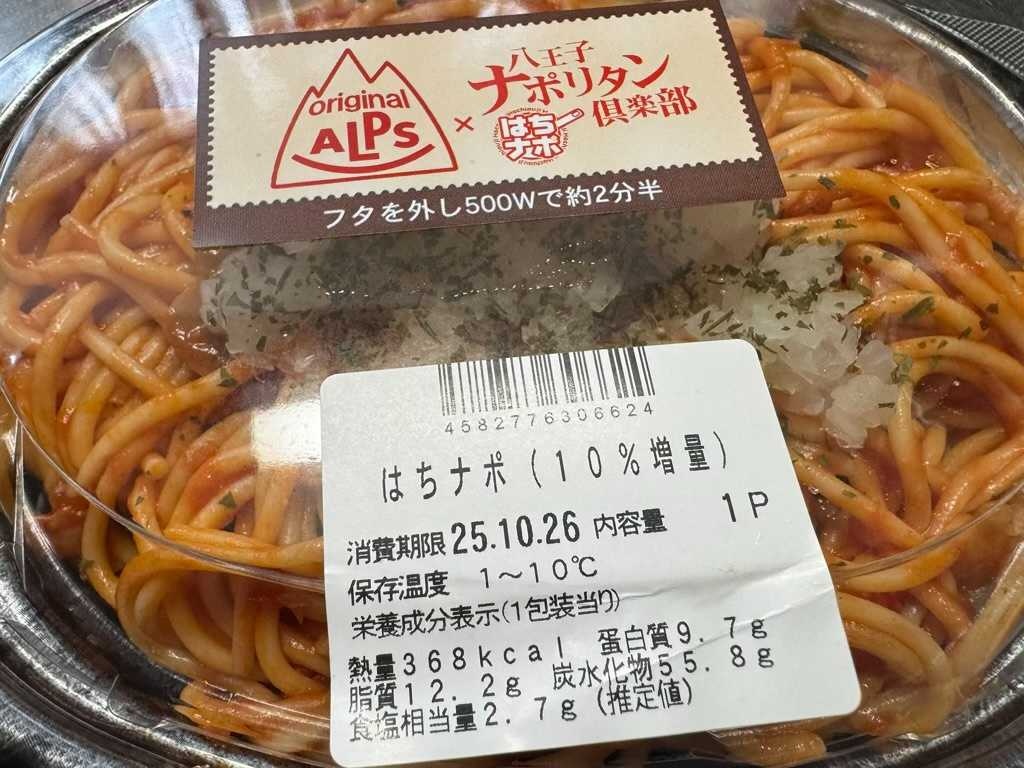 original
ALPS
×
八王子
ナポリタン
倶楽部
はち
ナポ
フタを外し500Wで約2分半
4582776306624
はちナポ(10%増量)
消費期限 25.10.26 内容量 1P
保存温度 1～10℃
栄養成分表示(1包装当り)
熱量368kcal 蛋白質9.7g
脂質12.2g 炭水化物55.8g
食塩相当量2.7g (推定値)